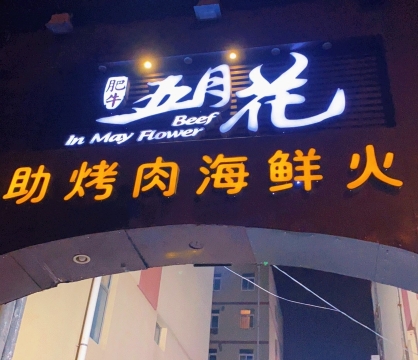 肥牛
五月花
Beef
In May Flower
助烤肉海鲜火